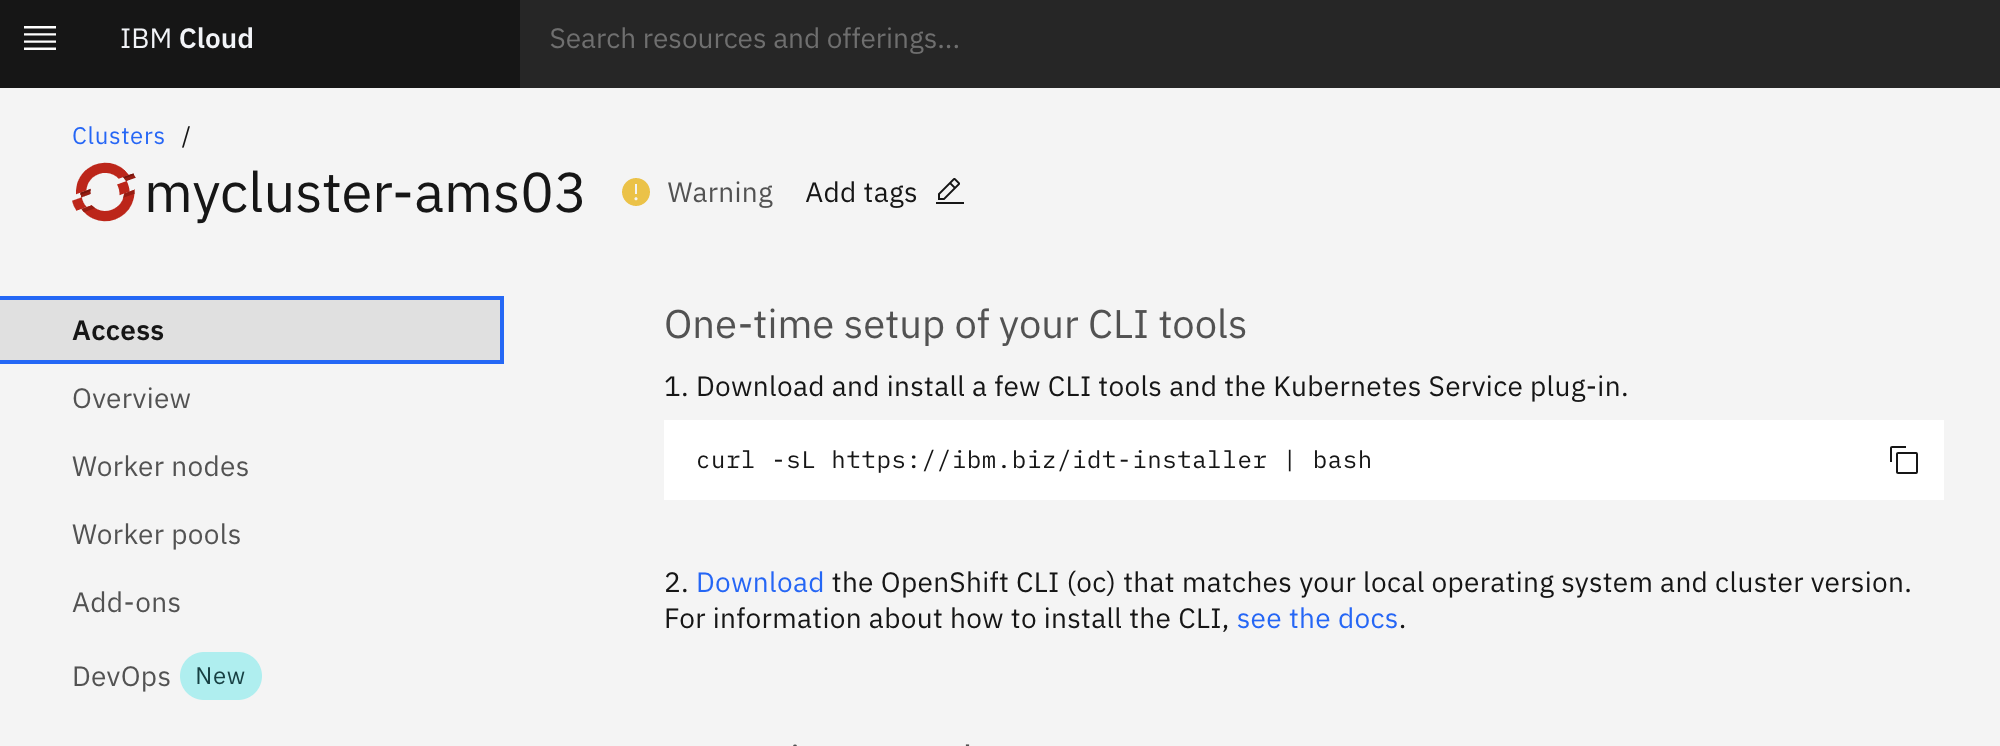 IBM Cloud
Search resources and offerings...
Clusters /
mycluster-ams03
Warning
Add tags
Access
Overview
Worker nodes
Worker pools
Add-ons
DevOps New
One-time setup of your CLI tools
1. Download and install a few CLI tools and the Kubernetes Service plug-in.
curl -sL https://ibm.biz/idt-installer | bash
2. Download the OpenShift CLI (oc) that matches your local operating system and cluster version.
For information about how to install the CLI, see the docs.